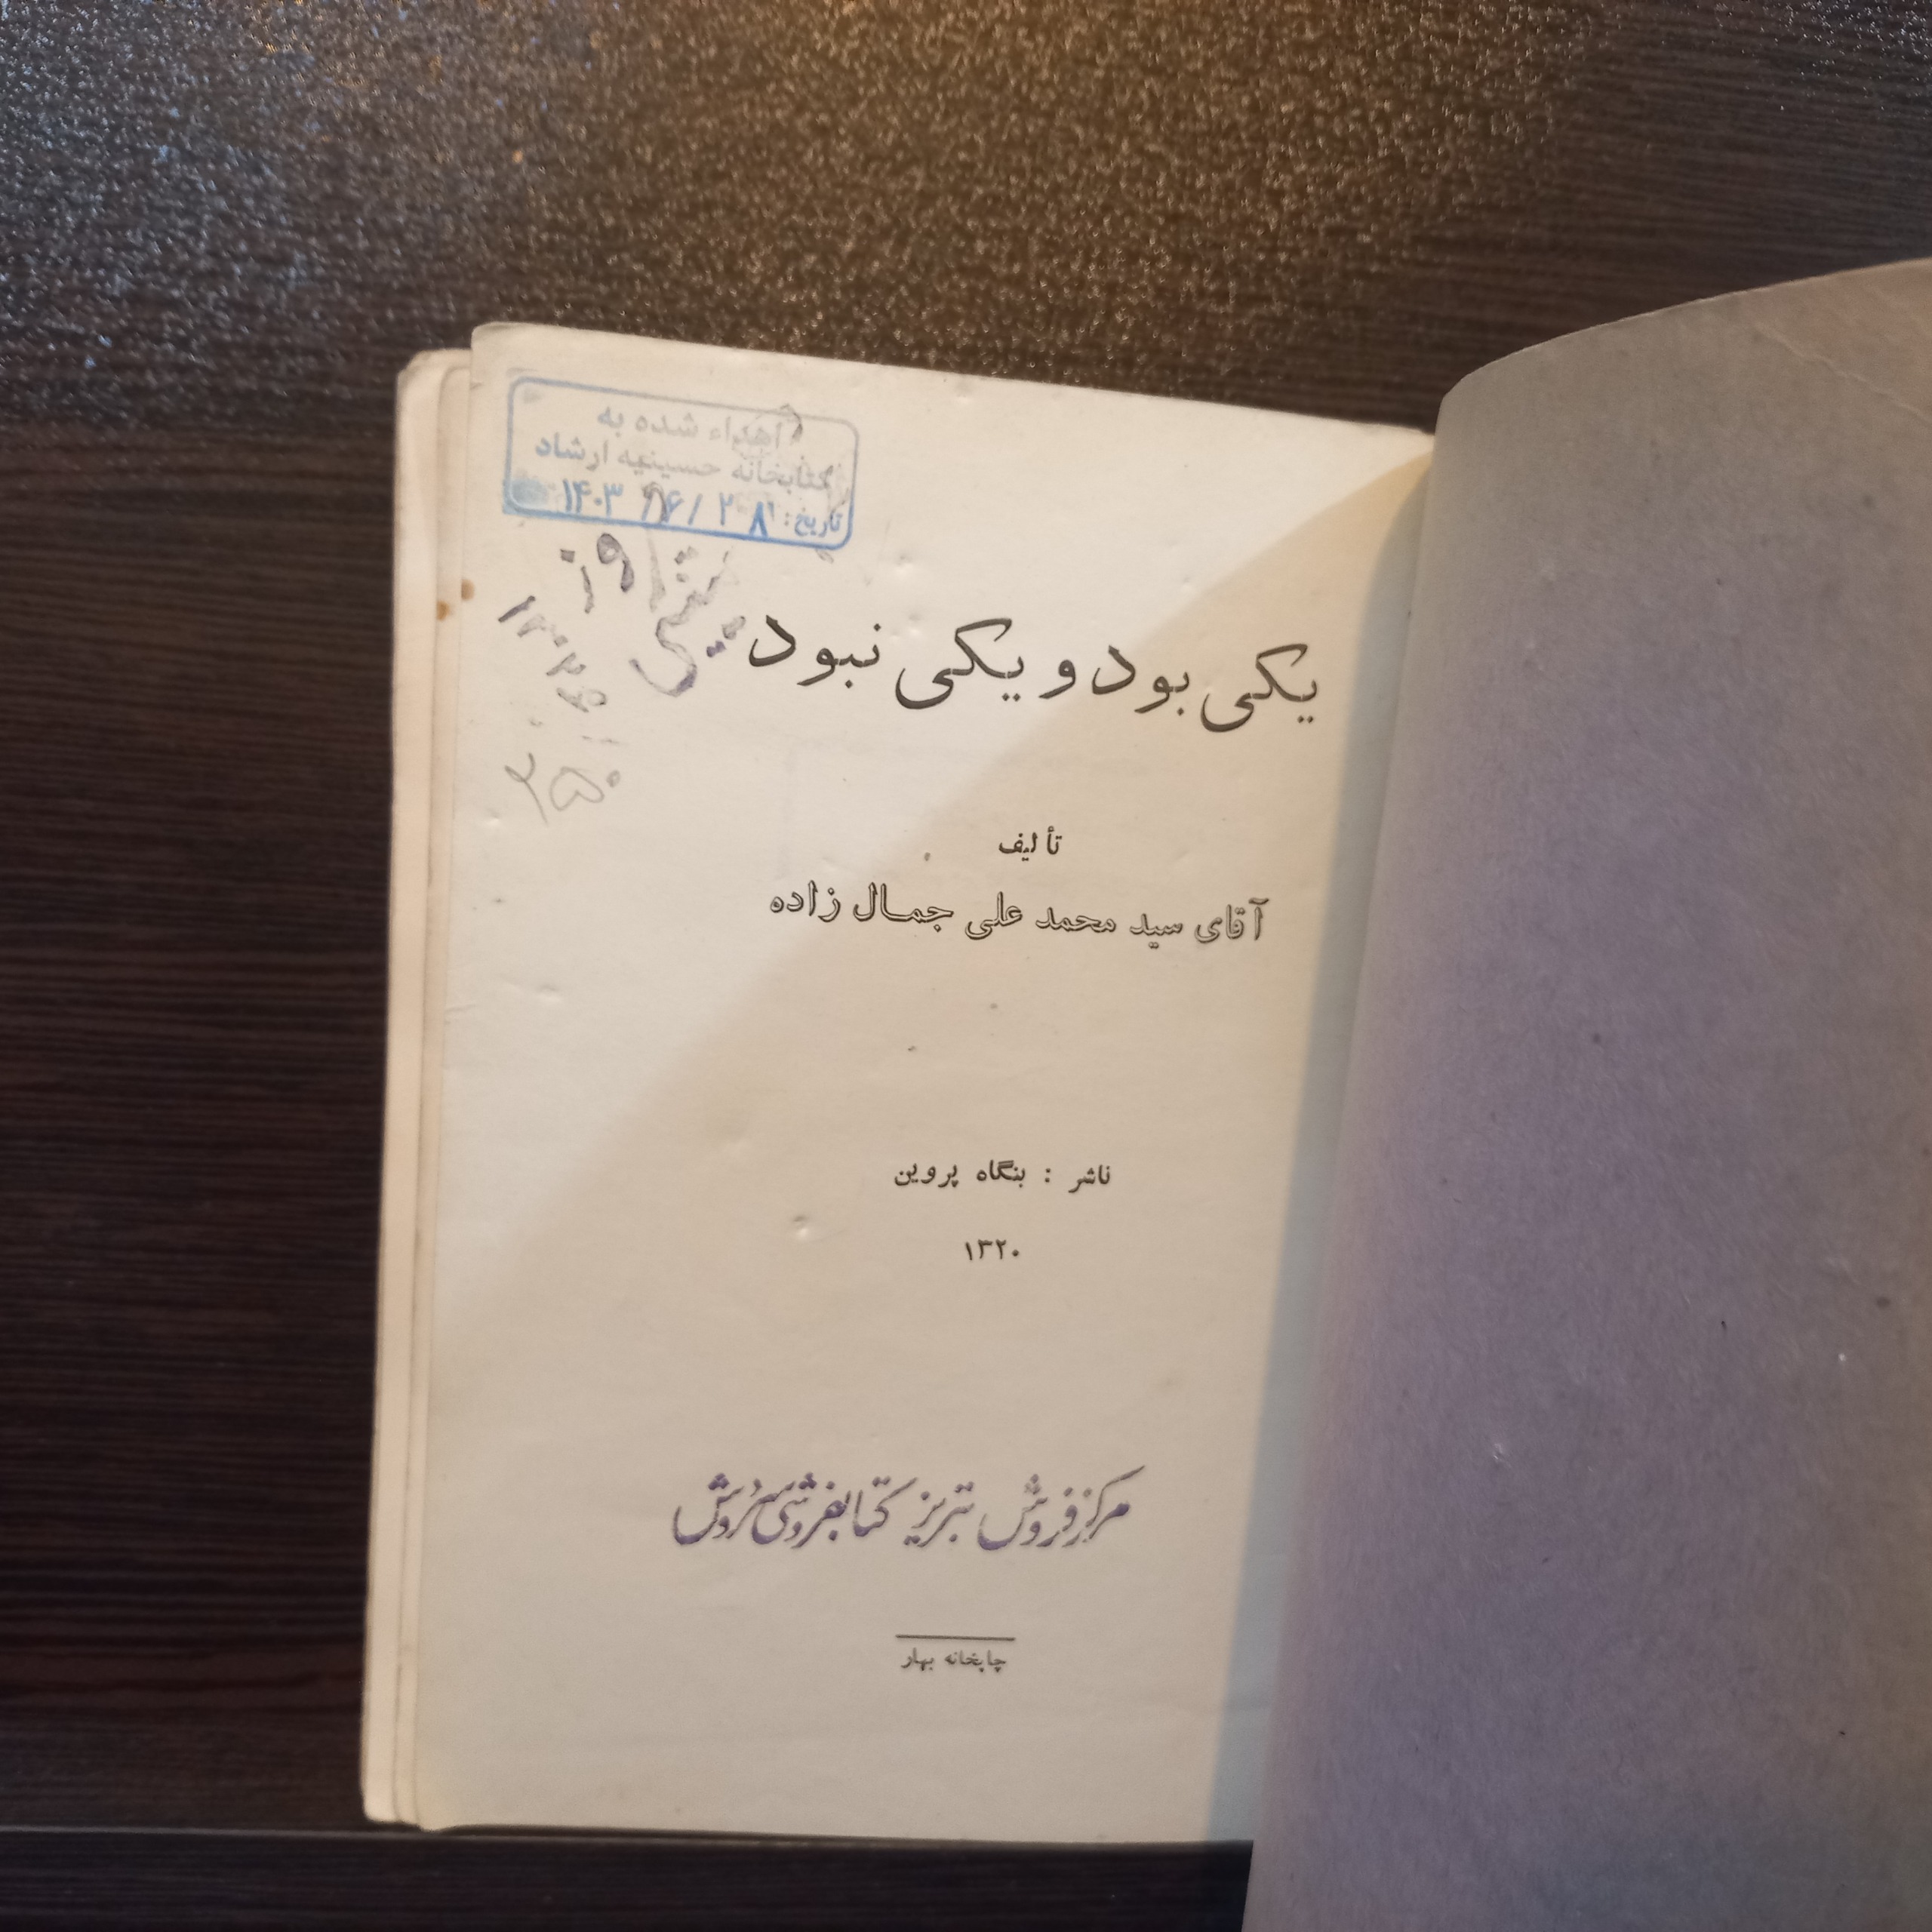 اهداء شده به
کتابخانه حسینیه ارشاد
تاریخ: ۲۸ /۶/ ۱۴۰۳
یکی بود و یکی نبود
۳۵۰
تألیف
آقای سید محمد علی جمال زاده
ناشر : بنگاه پروین
۱۳۲۰
مرکز فروش تبریز کتابفروشی سروش
چاپخانه بهار